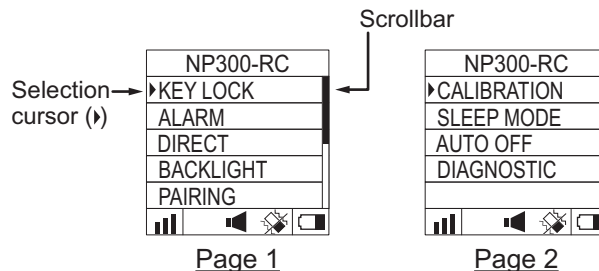 Scrollbar
NP300-RC
Selection cursor (▶)
KEY LOCK
ALARM
DIRECT
BACKLIGHT
PAIRING
Page 1
NP300-RC
CALIBRATION
SLEEP MODE
AUTO OFF
DIAGNOSTIC
Page 2